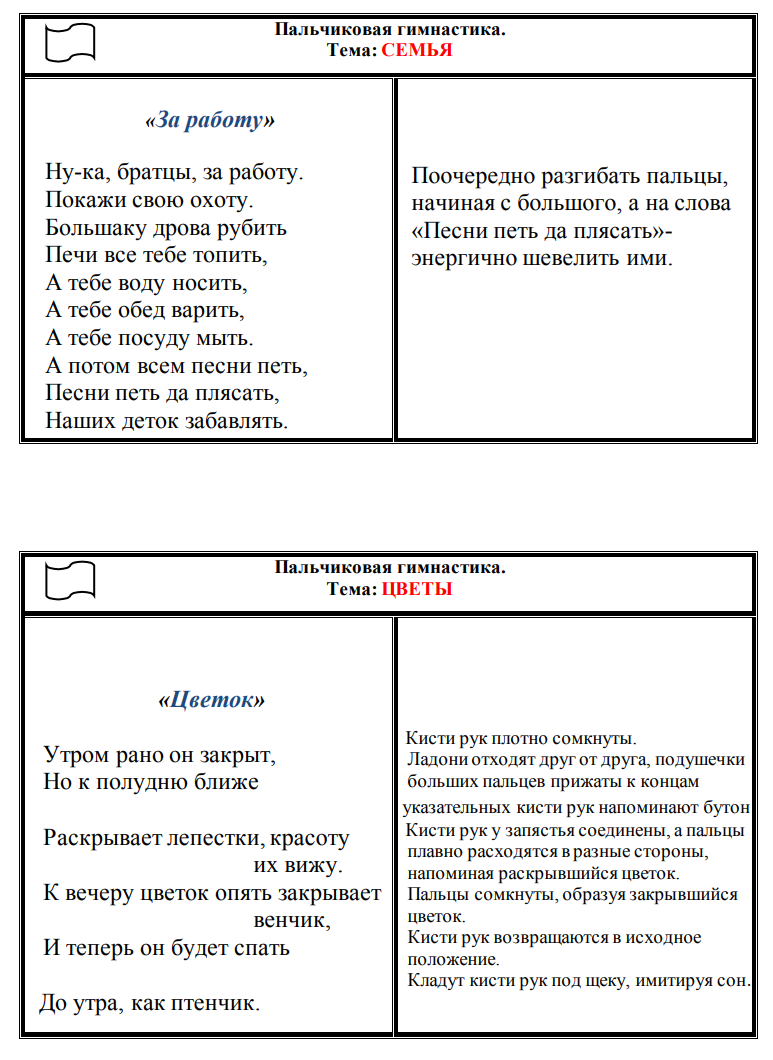 Пальчиковая гимнастика.
Тема: СЕМЬЯ
«За работу»
Ну-ка, братцы, за работу.
Покажи свою охоту.
Большаку дрова рубить
Печи все тебе топить,
А тебе воду носить,
А тебе обед варить,
А тебе посуду мыть.
А потом всем песни петь,
Песни петь да плясать,
Наших деток забавлять.
Поочередно разгибать пальцы,
начиная с большого, а на слова
«Песни петь да плясать»-
энергично шевелить ими.
Пальчиковая гимнастика.
Тема: ЦВЕТЫ
«Цветок»
Утром рано он закрыт,
Но к полудню ближе
Раскрывает лепестки, красоту
их вижу.
К вечеру цветок опять закрывает
венчик,
И теперь он будет спать
До утра, как птенчик.
Кисти рук плотно сомкнуты.
Ладони отходят друг от друга, подушечки
больших пальцев прижаты к концам
указательных кисти рук напоминают бутон
Кисти рук у запястья соединены, а пальцы
плавно расходятся в разные стороны,
напоминая раскрывшийся цветок.
Пальцы сомкнуты, образуя закрывшийся
цветок.
Кисти рук возвращаются в исходное
положение.
Кладут кисти рук под щеку, имитируя сон.